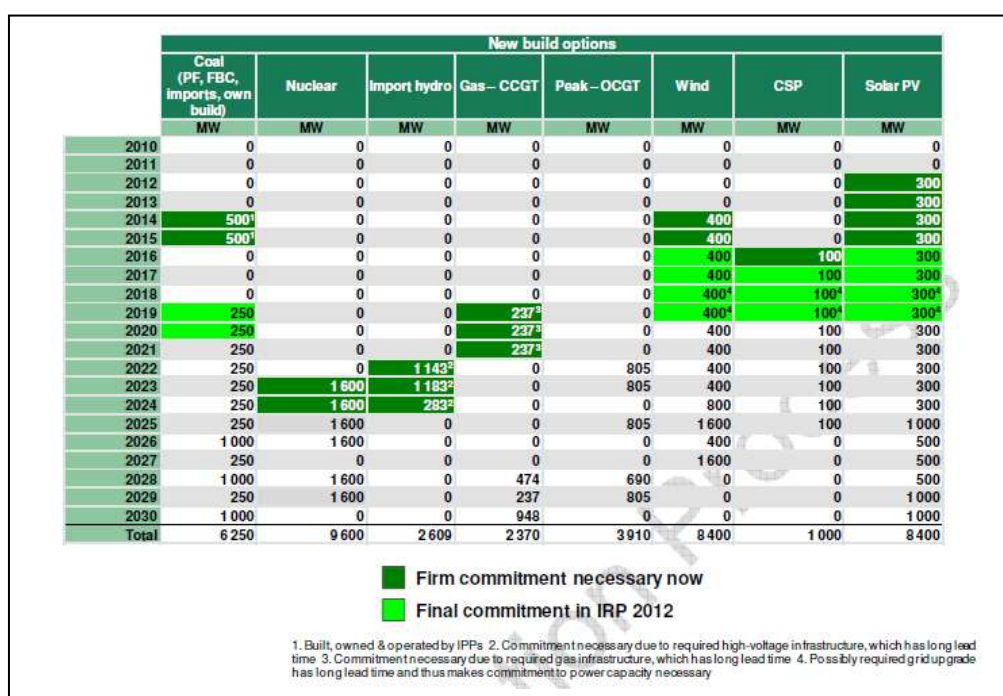 New build options
Coal (PF, FBC, imports, own build) Nuclear Import hydro Gas – CCGT Peak – OCGT Wind CSP Solar PV
MW MW MW MW MW MW MW MW
2010 0 0 0 0 0 0 0 0
2011 0 0 0 0 0 0 0 0
2012 0 0 0 0 0 0 0 300
2013 0 0 0 0 0 0 0 300
2014 500¹ 0 0 0 0 400 0 300
2015 500¹ 0 0 0 0 400 0 300
2016 0 0 0 0 0 400 100 300
2017 0 0 0 0 0 400 100 300
2018 0 0 0 0 0 400⁴ 100⁴ 300⁴
2019 250 0 0 237³ 0 400⁴ 100⁴ 300⁴
2020 250 0 0 237³ 0 400 100 300
2021 250 0 0 237³ 0 400 100 300
2022 250 0 1 143² 0 805 400 100 300
2023 250 1 600 1 183² 0 805 400 100 300
2024 250 1 600 283² 0 0 800 100 300
2025 250 1 600 0 0 805 1 600 100 1 000
2026 1 000 1 600 0 0 0 400 0 500
2027 250 0 0 0 0 1 600 0 500
2028 1 000 1 600 0 474 690 0 0 500
2029 250 1 600 0 237 805 0 0 1 000
2030 1 000 0 0 948 0 0 0 1 000
Total 6 250 9 600 2 609 2 370 3 910 8 400 1 000 8 400
Firm commitment necessary now
Final commitment in IRP 2012
1. Built, owned & operated by IPPs 2. Commitment necessary due to required high-voltage infrastructure, which has long lead
time 3. Commitment necessary due to required gas infrastructure, which has long lead time 4. Possibly required grid upgrade
has long lead time and thus makes commitment to power capacity necessary